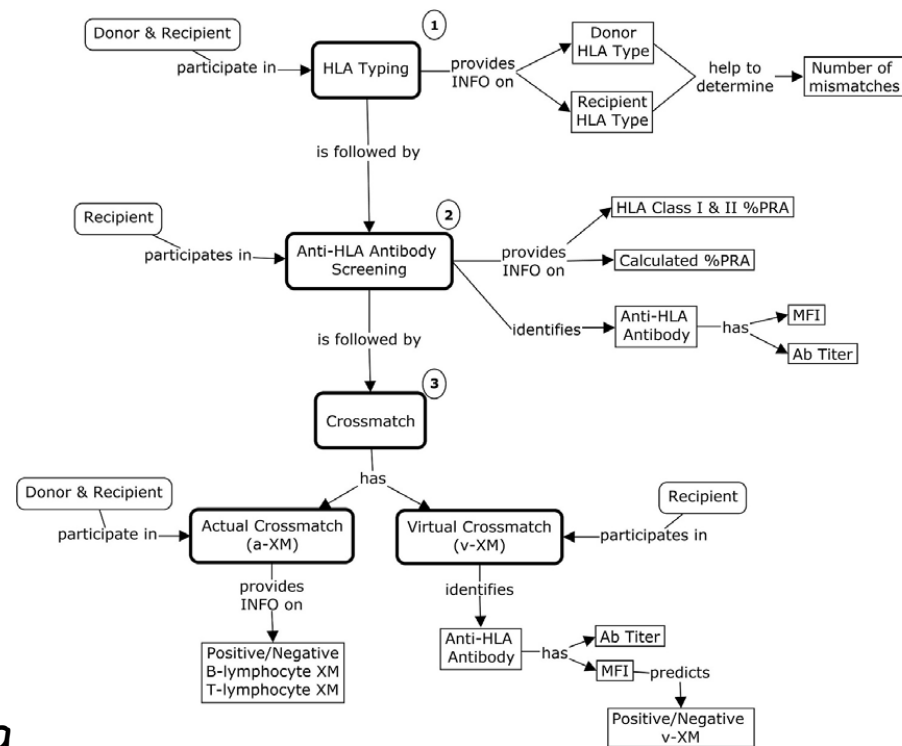 1
Donor & Recipient
participate in
HLA Typing
provides
INFO on
Donor
HLA Type
Recipient
HLA Type
help to
determine
Number of
mismatches
is followed by
2
Recipient
participates in
Anti-HLA Antibody
Screening
provides
INFO on
HLA Class I & II %PRA
Calculated %PRA
identifies
Anti-HLA
Antibody
has
MFI
Ab Titer
is followed by
3
Crossmatch
has
Donor & Recipient
participate in
Actual Crossmatch
(a-XM)
Virtual Crossmatch
(v-XM)
Recipient
participates in
provides
INFO on
Positive/Negative
B-lymphocyte XM
T-lymphocyte XM
identifies
Anti-HLA
Antibody
has
Ab Titer
MFI
predicts
Positive/Negative
v-XM